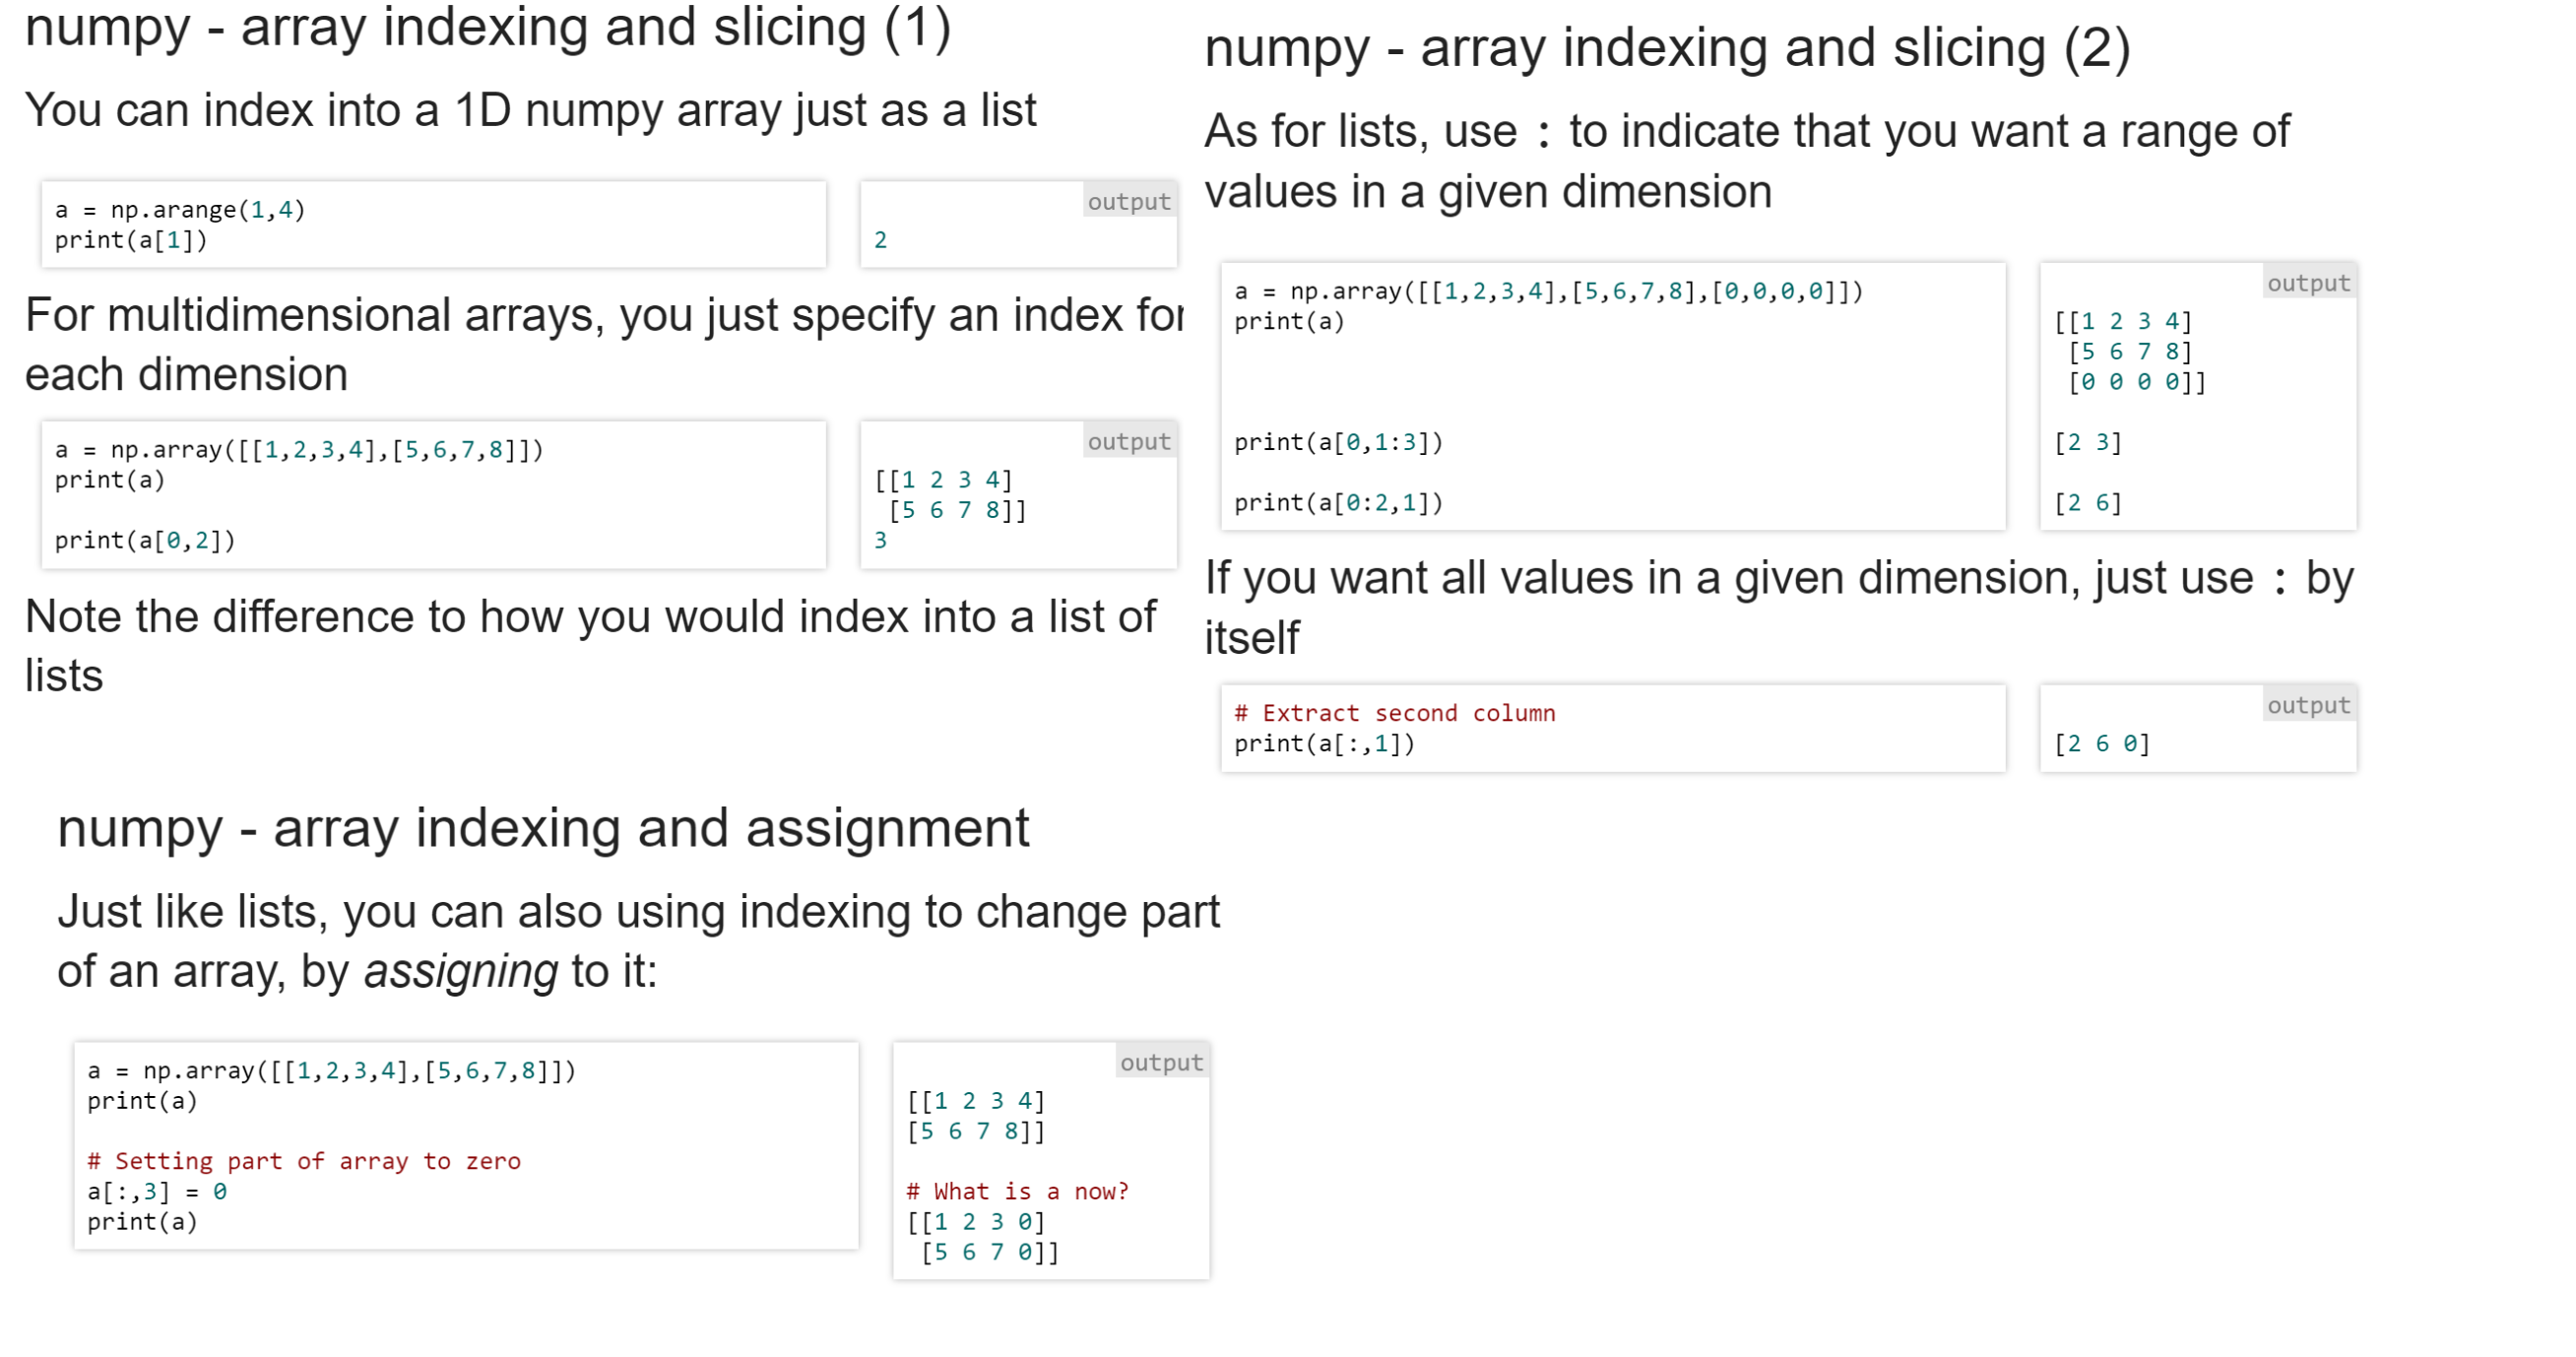 numpy - array indexing and slicing (1)
You can index into a 1D numpy array just as a list
a = np.arange(1,4)
print(a[1])
output
2
For multidimensional arrays, you just specify an index for
each dimension
a = np.array([[1,2,3,4],[5,6,7,8]])
print(a)
print(a[0,2])
output
[[1 2 3 4]
 [5 6 7 8]]
3
Note the difference to how you would index into a list of
lists
numpy - array indexing and slicing (2)
As for lists, use : to indicate that you want a range of
values in a given dimension
a = np.array([[1,2,3,4],[5,6,7,8],[0,0,0,0]])
print(a)
print(a[0,1:3])
print(a[0:2,1])
output
[[1 2 3 4]
 [5 6 7 8]
 [0 0 0 0]]
[2 3]
[2 6]
If you want all values in a given dimension, just use : by
itself
# Extract second column
print(a[:,1])
output
[2 6 0]
numpy - array indexing and assignment
Just like lists, you can also using indexing to change part
of an array, by assigning to it:
a = np.array([[1,2,3,4],[5,6,7,8]])
print(a)
# Setting part of array to zero
a[:,3] = 0
print(a)
output
[[1 2 3 4]
[5 6 7 8]]
# What is a now?
[[1 2 3 0]
 [5 6 7 0]]